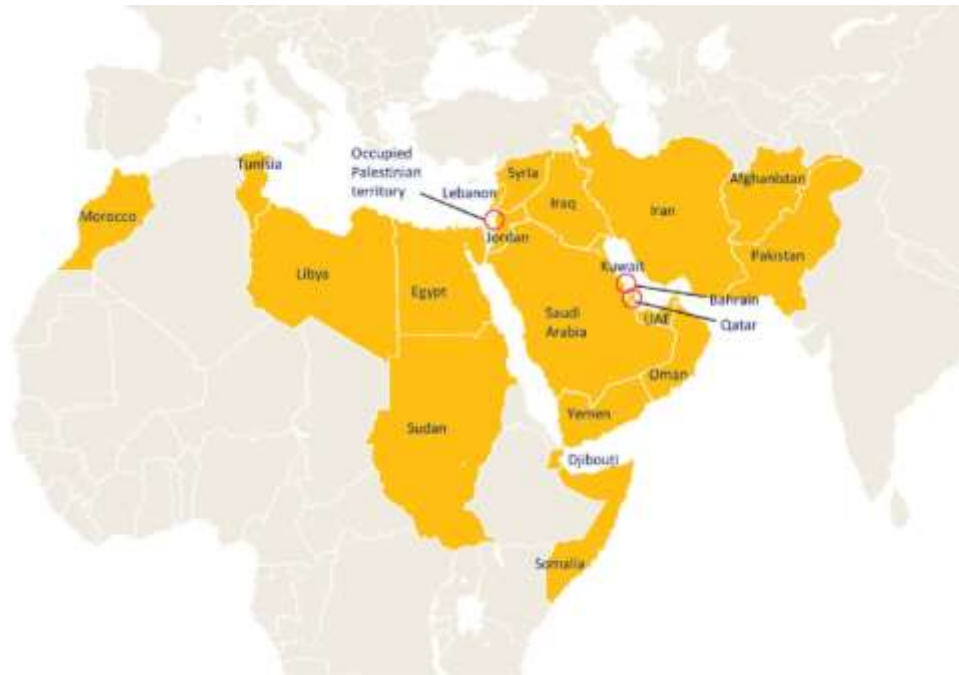 Tunisia
Occupied
Palestinian
territory
Lebanon
Syria
Afghanistan
Morocco
Iraq
Iran
Jordan
Pakistan
Libya
Kuwait
Egypt
Bahrain
Saudi
Arabia
UAE
Qatar
Oman
Yemen
Sudan
Djibouti
Somalia